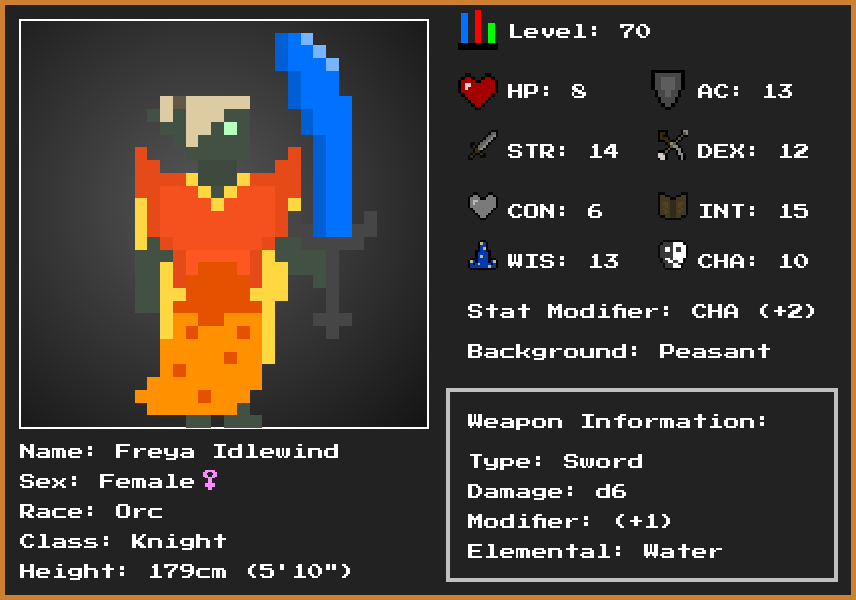 Level: 70
HP: 8
AC: 13
STR: 14
DEX: 12
CON: 6
INT: 15
WIS: 13
CHA: 10
Stat Modifier: CHA (+2)
Background: Peasant
Name: Freya Idlewind
Sex: Female♀
Race: Orc
Class: Knight
Height: 179cm (5'10")
Weapon Information:
Type: Sword
Damage: d6
Modifier: (+1)
Elemental: Water